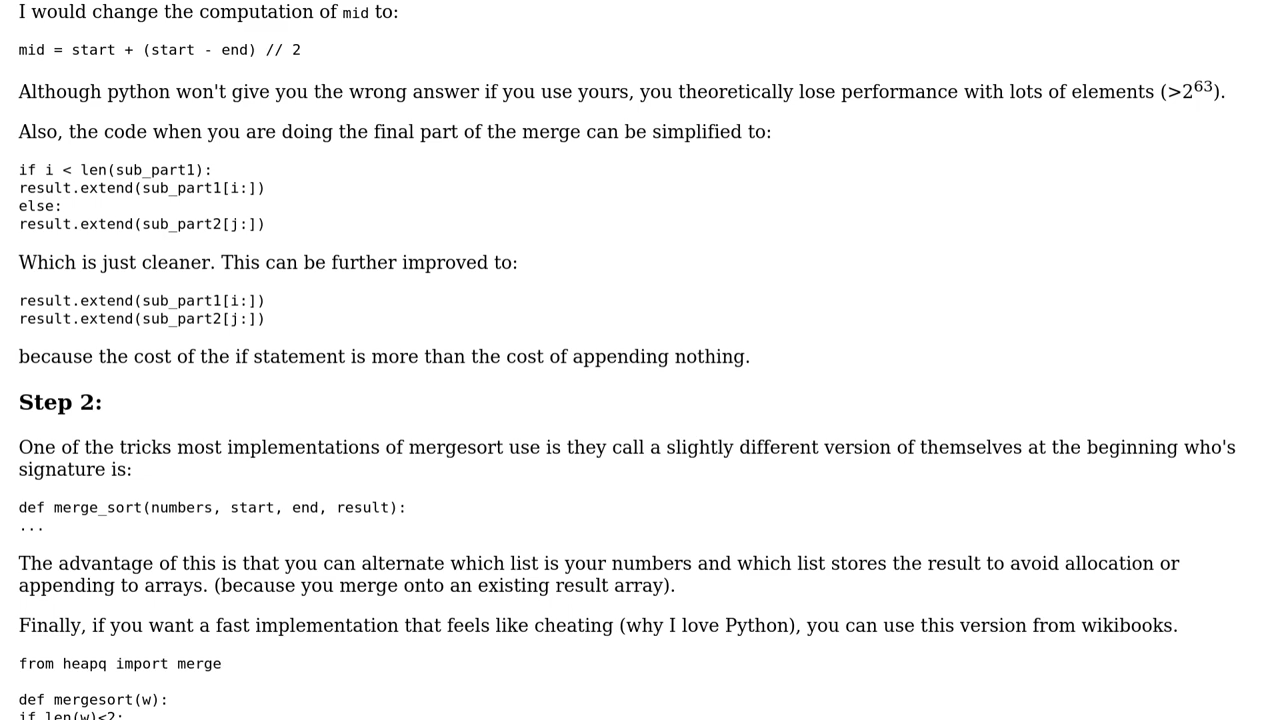 I would change the computation of mid to:
mid = start + (start - end) // 2
Although python won't give you the wrong answer if you use yours, you theoretically lose performance with lots of elements (>2^63).
Also, the code when you are doing the final part of the merge can be simplified to:
if i < len(sub_part1):
result.extend(sub_part1[i:])
else:
result.extend(sub_part2[j:])
Which is just cleaner. This can be further improved to:
result.extend(sub_part1[i:])
result.extend(sub_part2[j:])
because the cost of the if statement is more than the cost of appending nothing.
Step 2:
One of the tricks most implementations of mergesort use is they call a slightly different version of themselves at the beginning who's
signature is:
def merge_sort(numbers, start, end, result):
...
The advantage of this is that you can alternate which list is your numbers and which list stores the result to avoid allocation or
appending to arrays. (because you merge onto an existing result array).
Finally, if you want a fast implementation that feels like cheating (why I love Python), you can use this version from wikibooks.
from heapq import merge
def mergesort(w):
if len(w)<2: